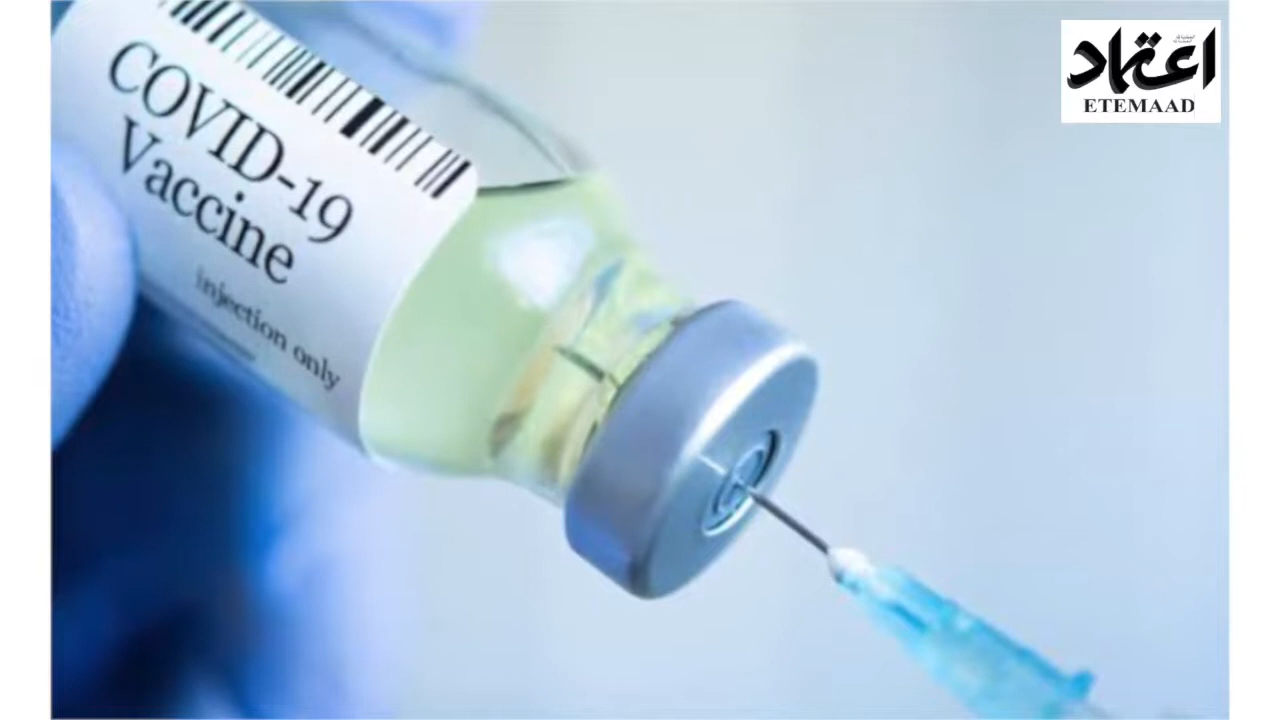 COVID-19
Vaccine
injection only
اعتماد
ETEMAAD